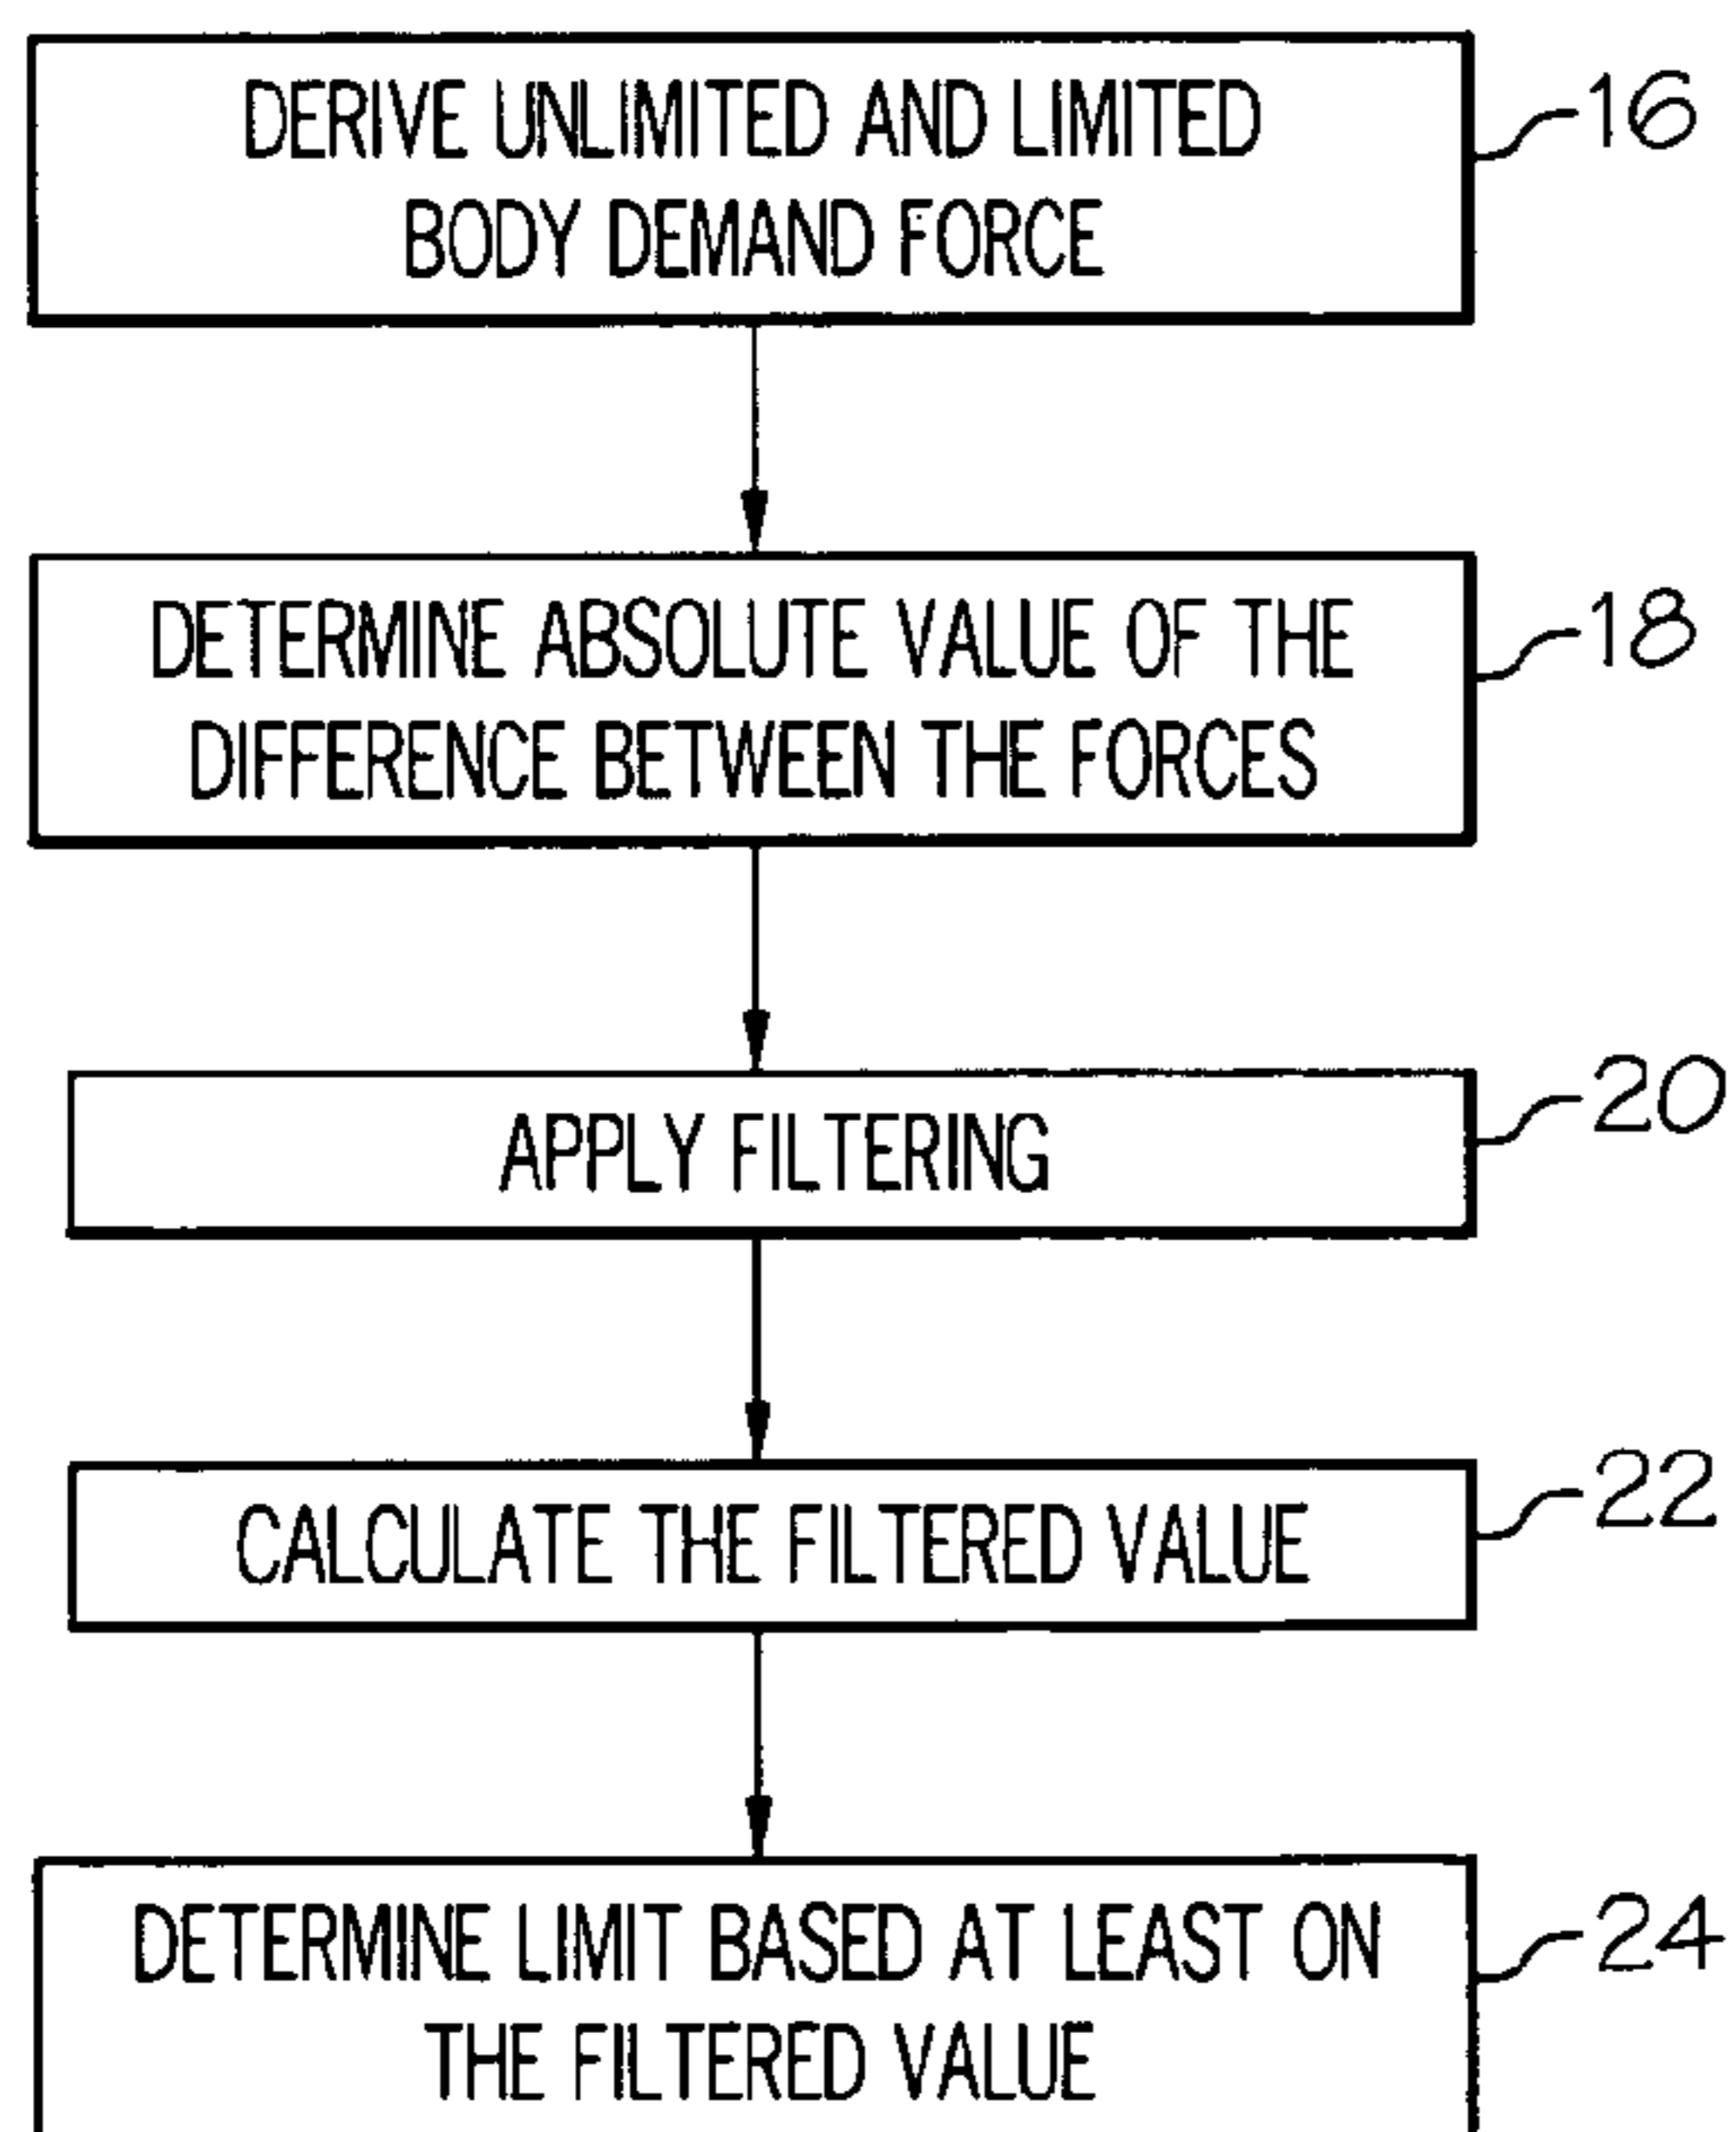 DERIVE UNLIMITED AND LIMITED
BODY DEMAND FORCE
16
DETERMINE ABSOLUTE VALUE OF THE
DIFFERENCE BETWEEN THE FORCES
18
APPLY FILTERING
20
CALCULATE THE FILTERED VALUE
22
DETERMINE LIMIT BASED AT LEAST ON
THE FILTERED VALUE
24